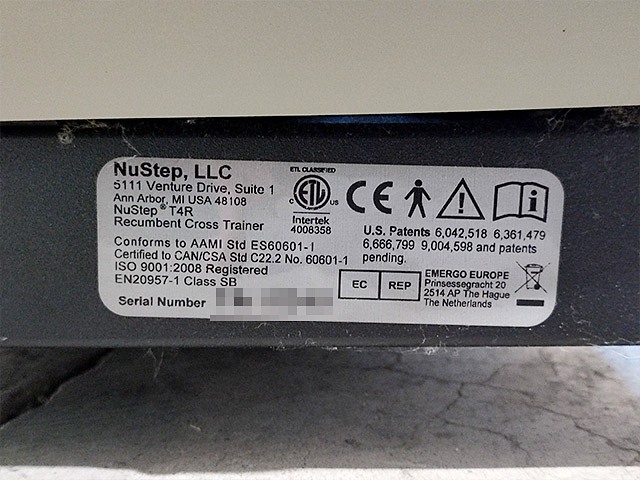 NuStep, LLC
5111 Venture Drive, Suite 1
Ann Arbor, MI USA 48108
NuStep® T4R
Recumbent Cross Trainer
Conforms to AAMI Std ES60601-1
Certified to CAN/CSA Std C22.2 No. 60601-1
ISO 9001:2008 Registered
EN20957-1 Class SB
Serial Number
ETL CLASSIFIED
C ETL US
Intertek
4008358
CE
i
U.S. Patents 6,042,518 6,361,479
6,666,799 9,004,598 and patents
pending.
EC REP
EMERGO EUROPE
Prinsessegracht 20
2514 AP The Hague
The Netherlands